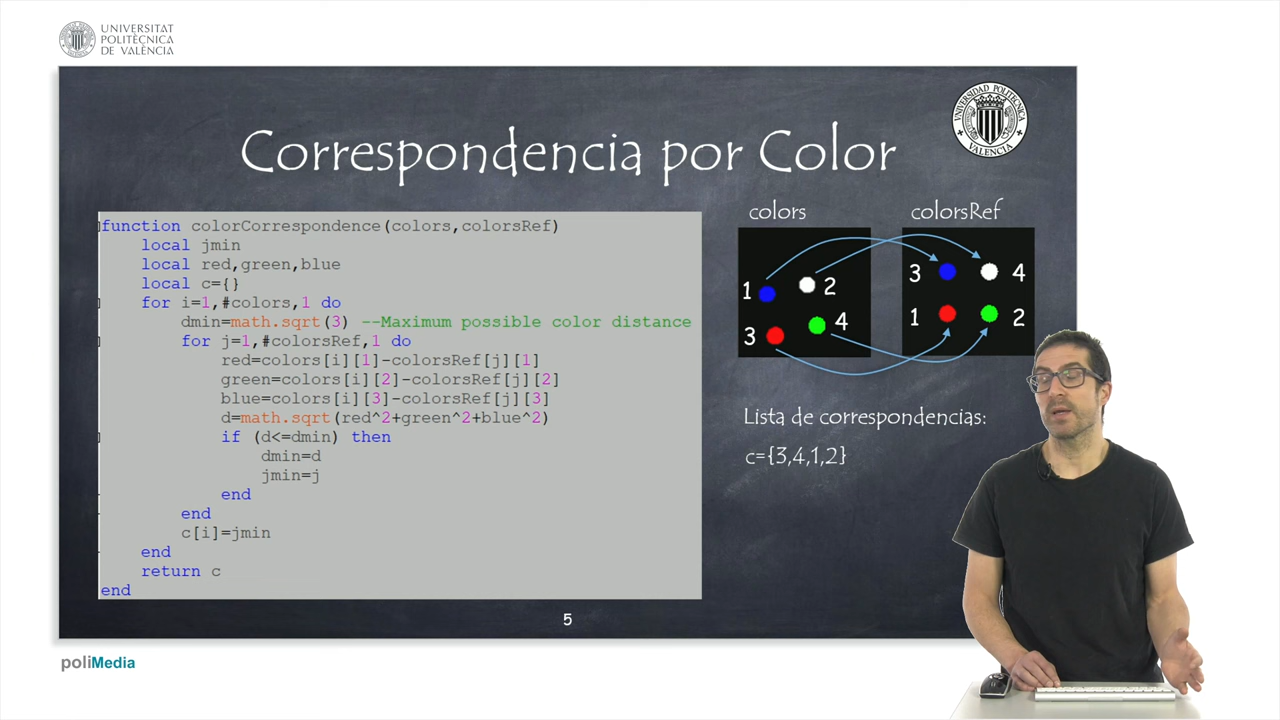 UNIVERSITAT
POLITÈCNICA
DE VALÈNCIA
UNIVERSIDAD POLITECNICA
VALENCIA
Correspondencia por Color
function colorCorrespondence(colors,colorsRef)
local jmin
local red,green,blue
local c={}
for i=1,#colors,1 do
dmin=math.sqrt(3) --Maximum possible color distance
for j=1,#colorsRef,1 do
red=colors[i][1]-colorsRef[j][1]
green=colors[i][2]-colorsRef[j][2]
blue=colors[i][3]-colorsRef[j][3]
d=math.sqrt(red^2+green^2+blue^2)
if (d<=dmin) then
dmin=d
jmin=j
end
end
c[i]=jmin
end
return c
end
colors
1
2
3
4
colorsRef
3
4
1
2
Lista de correspondencias:
c={3,4,1,2}
5
poliMedia